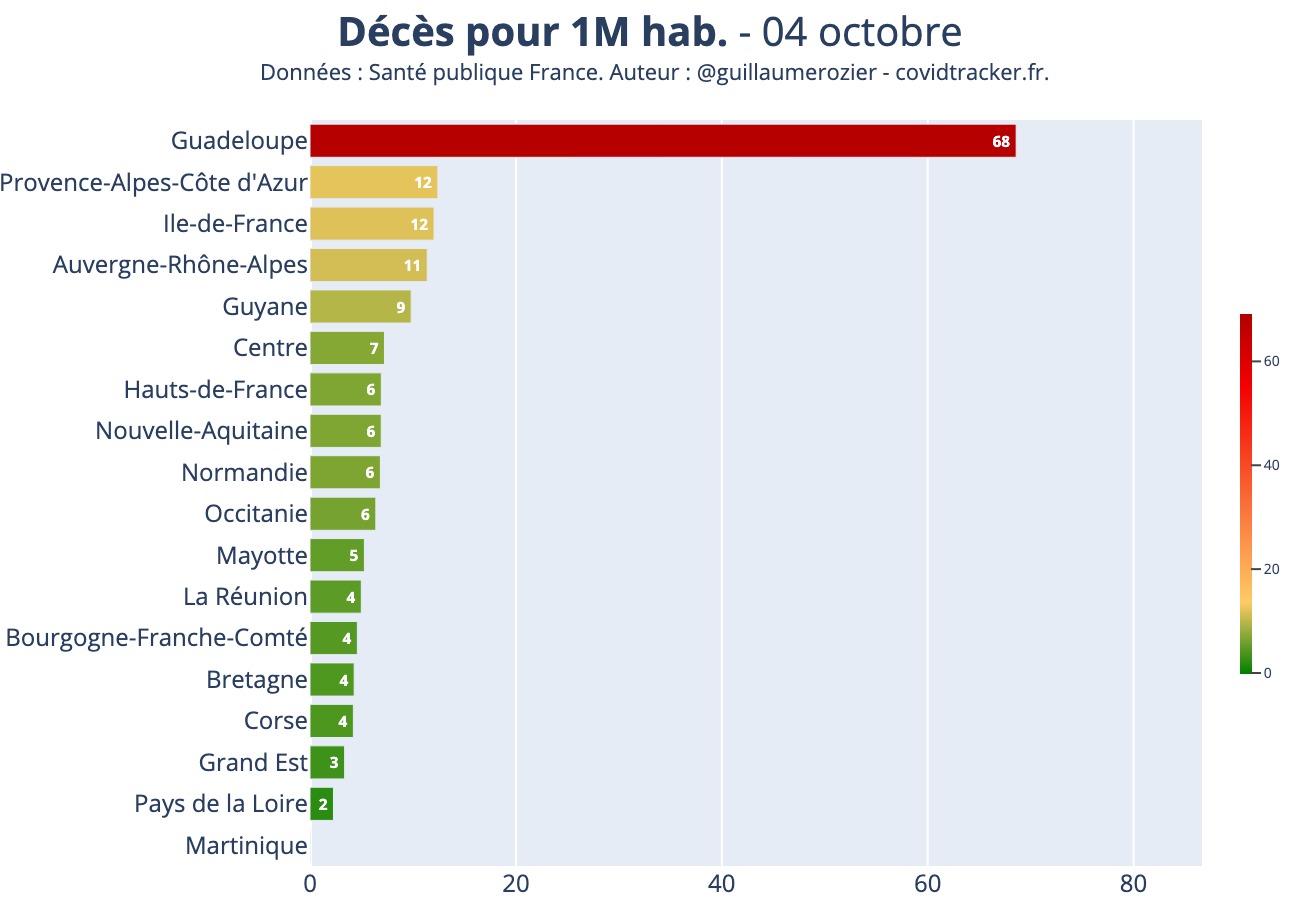 Décès pour 1M hab. - 04 octobre
Données : Santé publique France. Auteur : @guillaumerozier - covidtracker.fr.
Guadeloupe 68
Provence-Alpes-Côte d'Azur 12
Ile-de-France 12
Auvergne-Rhône-Alpes 11
Guyane 9
Centre 7
Hauts-de-France 6
Nouvelle-Aquitaine 6
Normandie 6
Occitanie 6
Mayotte 5
La Réunion 4
Bourgogne-Franche-Comté 4
Bretagne 4
Corse 4
Grand Est 3
Pays de la Loire 2
Martinique
0 20 40 60 80
60
40
20
0